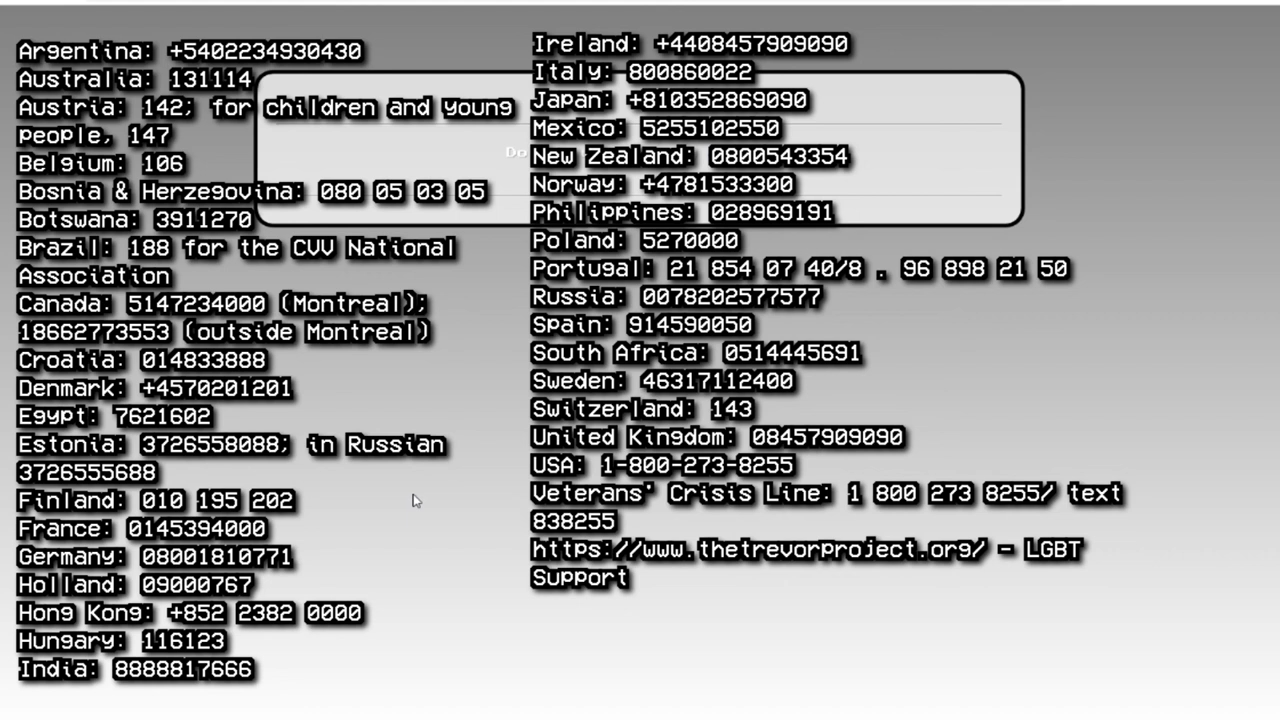 Argentina: +5402234930430
Australia: 131114
Austria: 142; for children and young
people, 147
Belgium: 106
Bosnia & Herzegovina: 080 05 03 05
Botswana: 3911270
Brazil: 188 for the CVV National
Association
Canada: 5147234000 (Montreal);
18662773553 (outside Montreal)
Croatia: 014833888
Denmark: +4570201201
Egypt: 7621602
Estonia: 3726558088; in Russian
3726555688
Finland: 010 195 202
France: 0145394000
Germany: 08001810771
Holland: 09000767
Hong Kong: +852 2382 0000
Hungary: 116123
India: 8888817666
Ireland: +4408457909090
Italy: 800860022
Japan: +810352869090
Mexico: 5255102550
Do
New Zealand: 0800543354
Norway: +4781533300
Philippines: 028969191
Poland: 5270000
Portugal: 21 854 07 40/8 . 96 898 21 50
Russia: 0078202577577
Spain: 914590050
South Africa: 0514445691
Sweden: 46317112400
Switzerland: 143
United Kingdom: 08457909090
USA: 1-800-273-8255
Veterans' Crisis Line: 1 800 273 8255/ text
838255
https://www.thetrevorproject.org/ - LGBT
Support